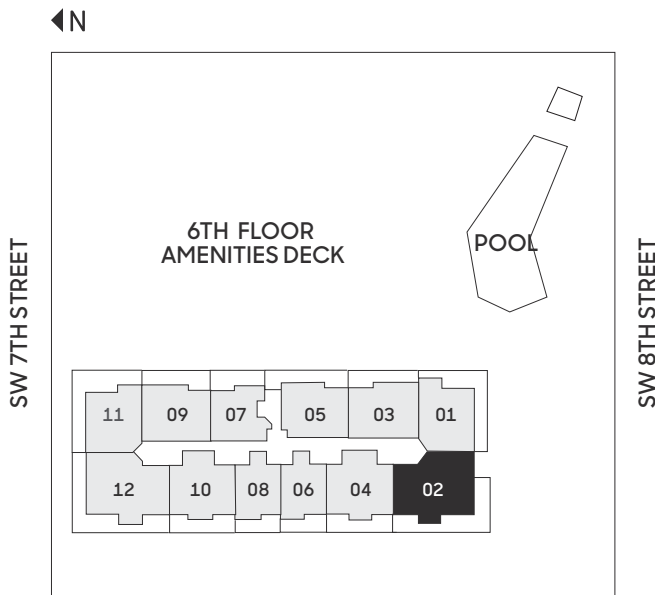 N
6TH FLOOR
AMENITIES DECK
POOL
SW 7TH STREET
SW 8TH STREET
11
09
07
05
03
01
12
10
08
06
04
02